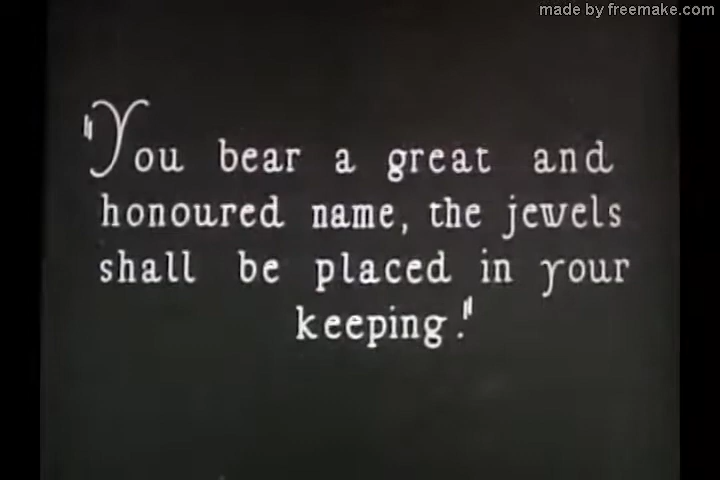 made by freemake.com
"You bear a great and
honoured name, the jewels
shall be placed in your
keeping."